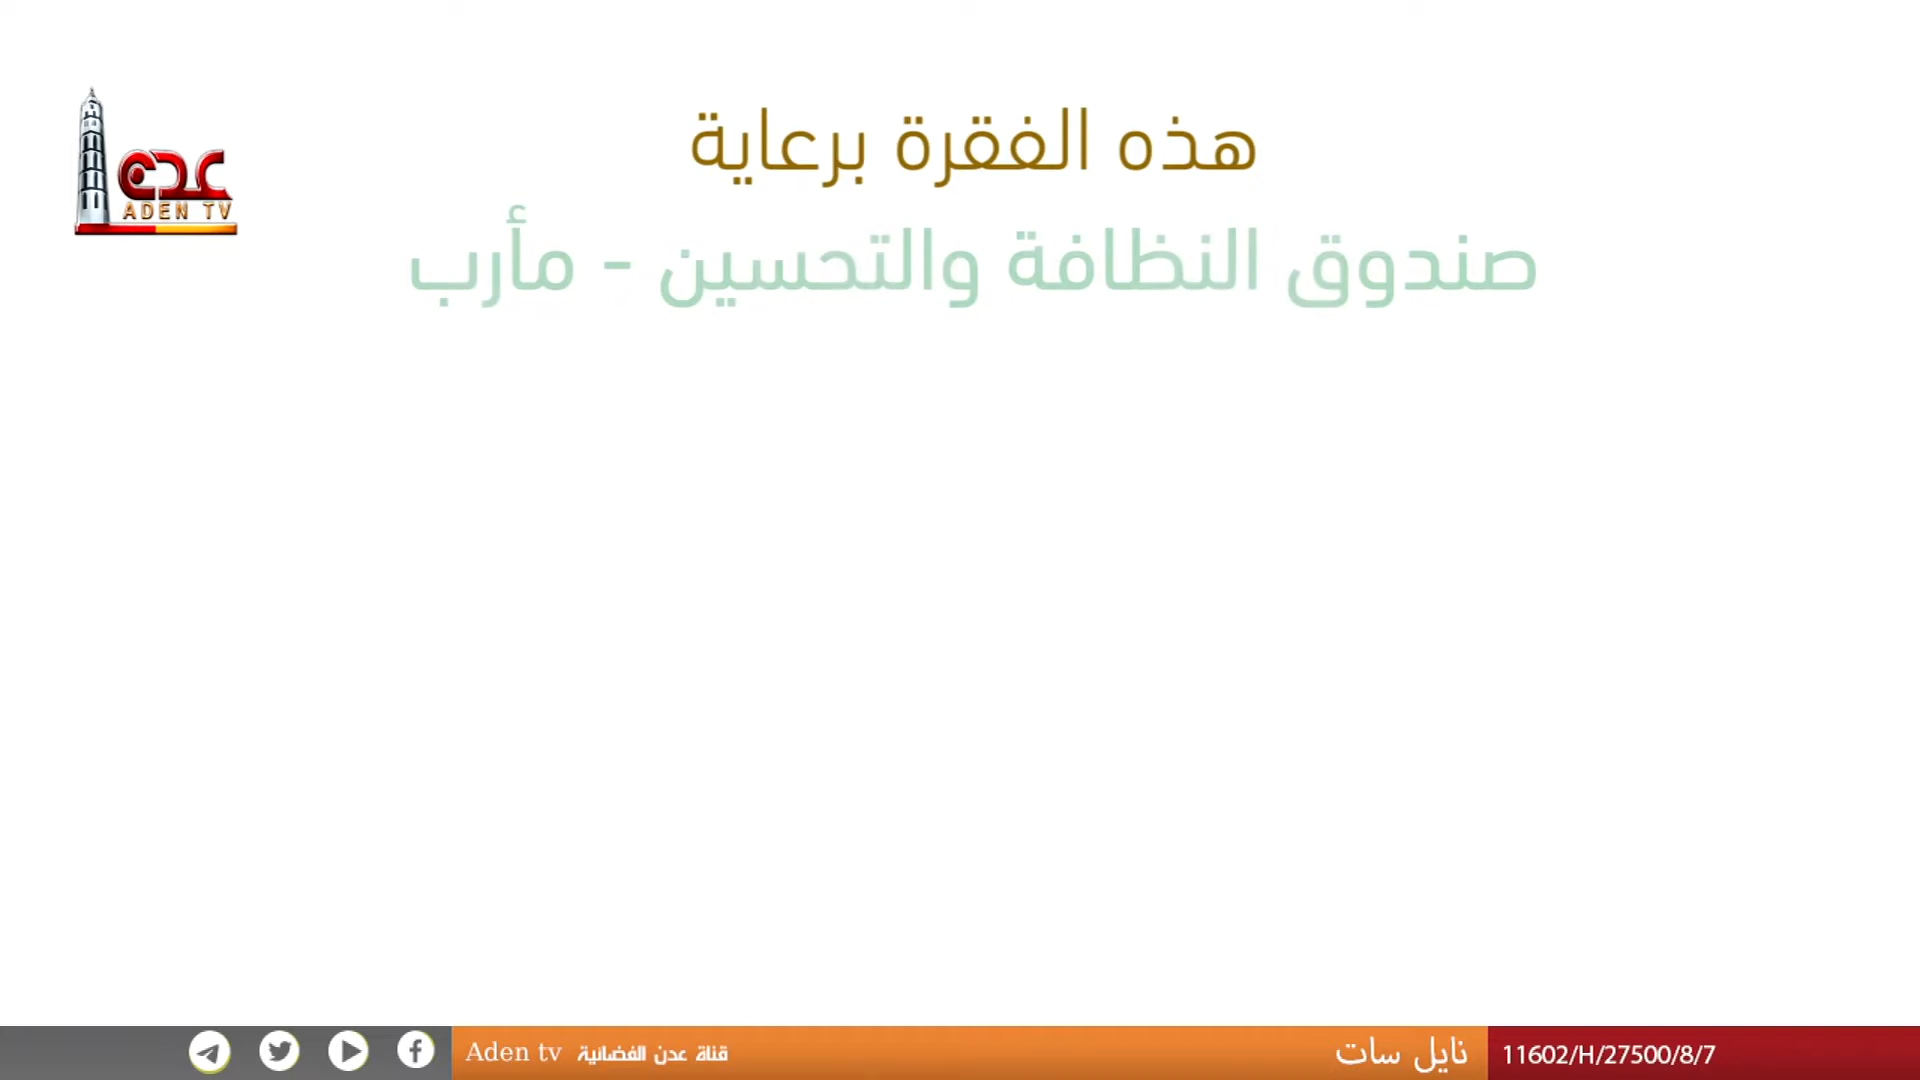 هذه الفقرة برعاية
صندوق النظافة والتحسين - مأرب
عدن
ADEN TV
Aden tv قناة عدن الفضائية
نايل سات
11602/H/27500/8/7